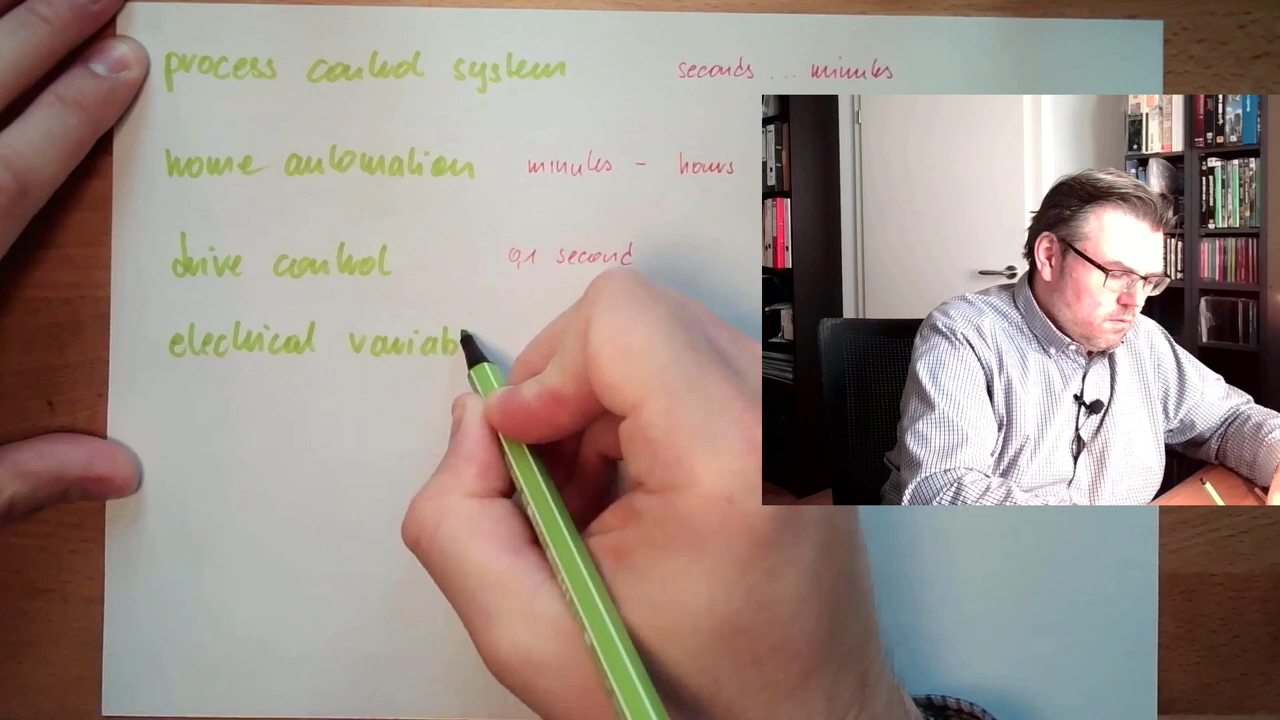 process control system seconds ... minutes
home automation minutes - hours
drive control 0,1 second
electrical variab